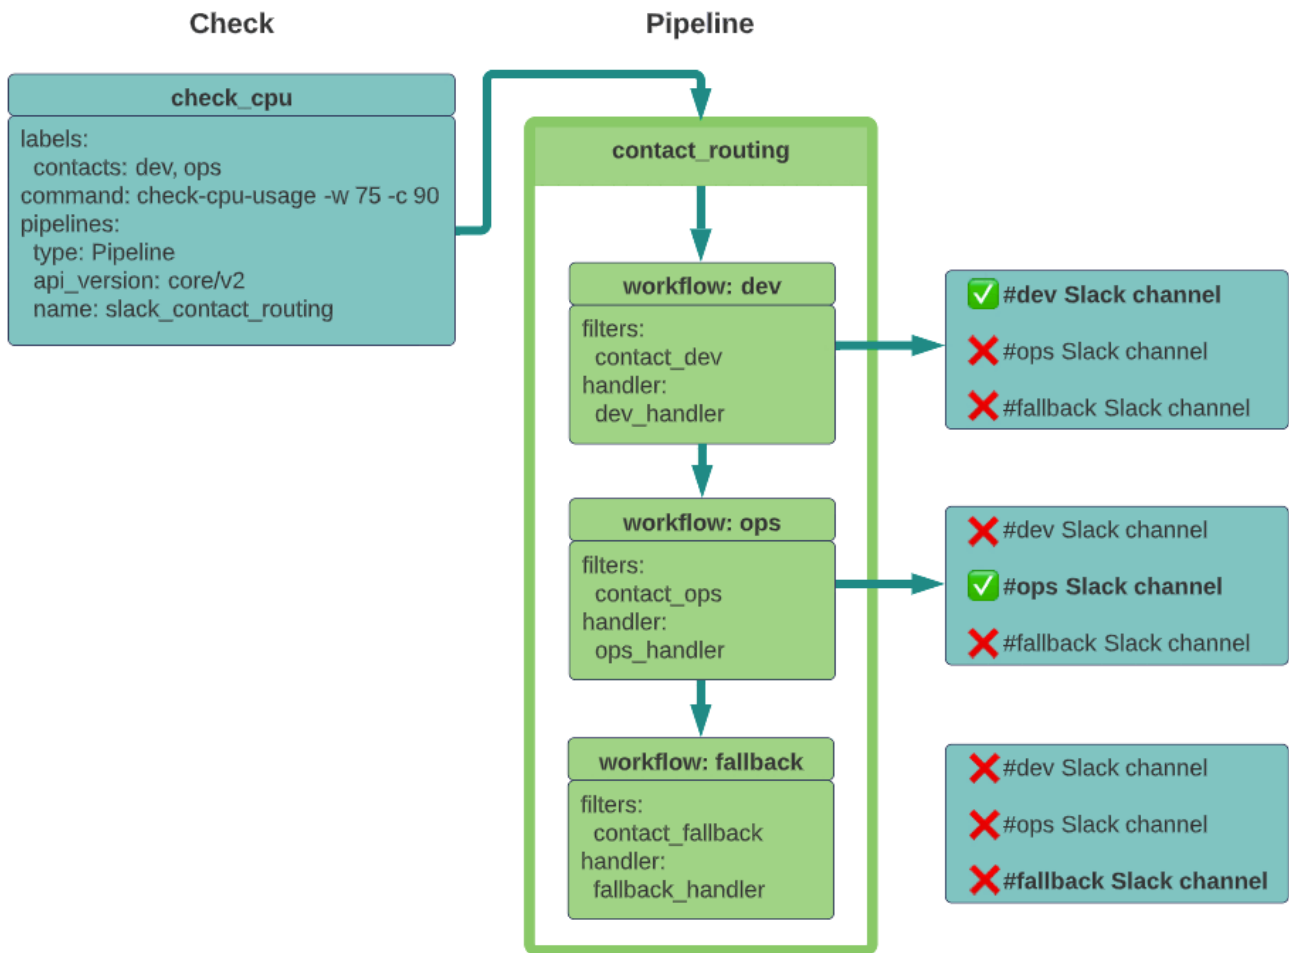 Check
Pipeline
check_cpu
labels:
contacts: dev, ops
command: check-cpu-usage -w 75 -c 90
pipelines:
type: Pipeline
api_version: core/v2
name: slack_contact_routing
contact_routing
workflow: dev
filters:
contact_dev
handler:
dev_handler
#dev Slack channel
#ops Slack channel
#fallback Slack channel
workflow: ops
filters:
contact_ops
handler:
ops_handler
#dev Slack channel
#ops Slack channel
#fallback Slack channel
workflow: fallback
filters:
contact_fallback
handler:
fallback_handler
#dev Slack channel
#ops Slack channel
#fallback Slack channel